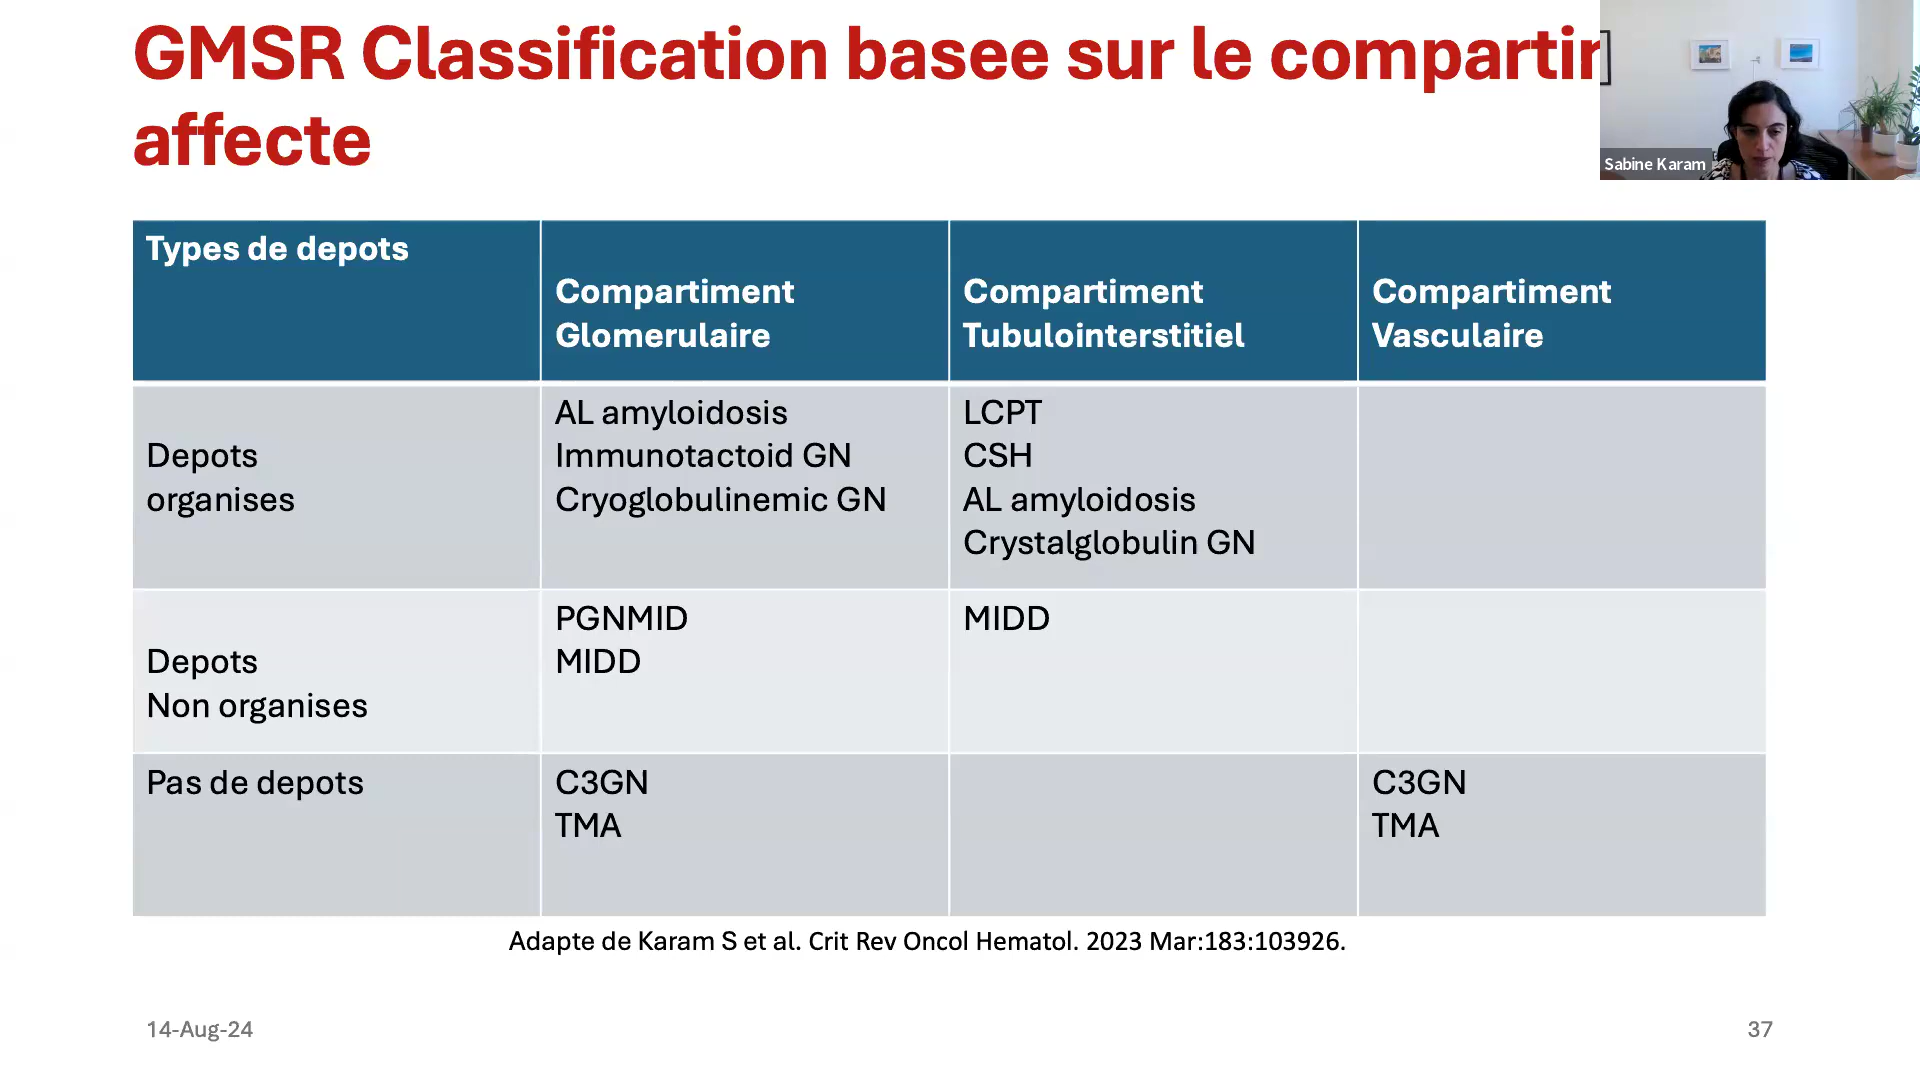 GMSR Classification basee sur le compartin
affecte
Sabine Karam
Types de depots
Compartiment
Glomerulaire
Compartiment
Tubulointerstitiel
Compartiment
Vasculaire
Depots
organises
AL amyloidosis
Immunotactoid GN
Cryoglobulinemic GN
LCPT
CSH
AL amyloidosis
Crystalglobulin GN
Depots
Non organises
PGNMID
MIDD
MIDD
Pas de depots
C3GN
TMA
C3GN
TMA
Adapte de Karam S et al. Crit Rev Oncol Hematol. 2023 Mar:183:103926.
14-Aug-24
37